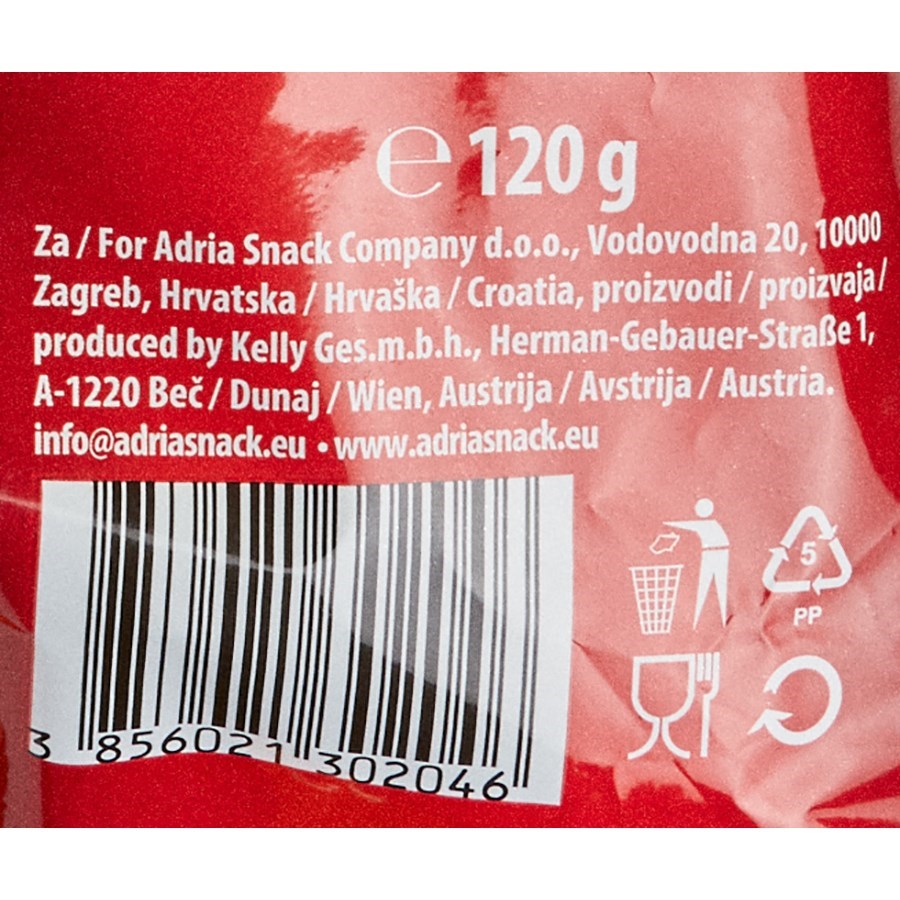 ℮ 120 g
Za / For Adria Snack Company d.o.o., Vodovodna 20, 10000
Zagreb, Hrvatska / Hrvaška / Croatia, proizvodi / proizvaja /
produced by Kelly Ges.m.b.h., Herman-Gebauer-Straße 1,
A-1220 Beč / Dunaj / Wien, Austrija / Avstrija / Austria.
info@adriasnack.eu • www.adriasnack.eu
5
PP
3 856021 302046